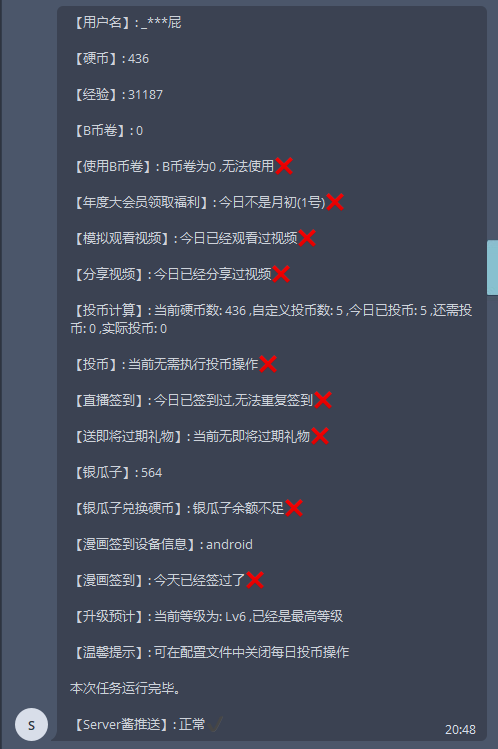 【用户名】: _***屁
【硬币】: 436
【经验】: 31187
【B币卷】: 0
【使用B币卷】: B币卷为0 ,无法使用❌
【年度大会员领取福利】: 今日不是月初(1号)❌
【模拟观看视频】: 今日已经观看过视频❌
【分享视频】: 今日已经分享过视频❌
【投币计算】: 当前硬币数: 436 ,自定义投币数: 5 ,今日已投币: 5 ,还需投
币: 0 ,实际投币: 0
【投币】: 当前无需执行投币操作❌
【直播签到】: 今日已签到过,无法重复签到❌
【送即将过期礼物】: 当前无即将过期礼物❌
【银瓜子】: 564
【银瓜子兑换硬币】: 银瓜子余额不足❌
【漫画签到设备信息】: android
【漫画签到】: 今天已经签过了❌
【升级预计】: 当前等级为: Lv6 ,已经是最高等级
【温馨提示】: 可在配置文件中关闭每日投币操作
本次任务运行完毕。
【Server酱推送】: 正常✔
S
20:48